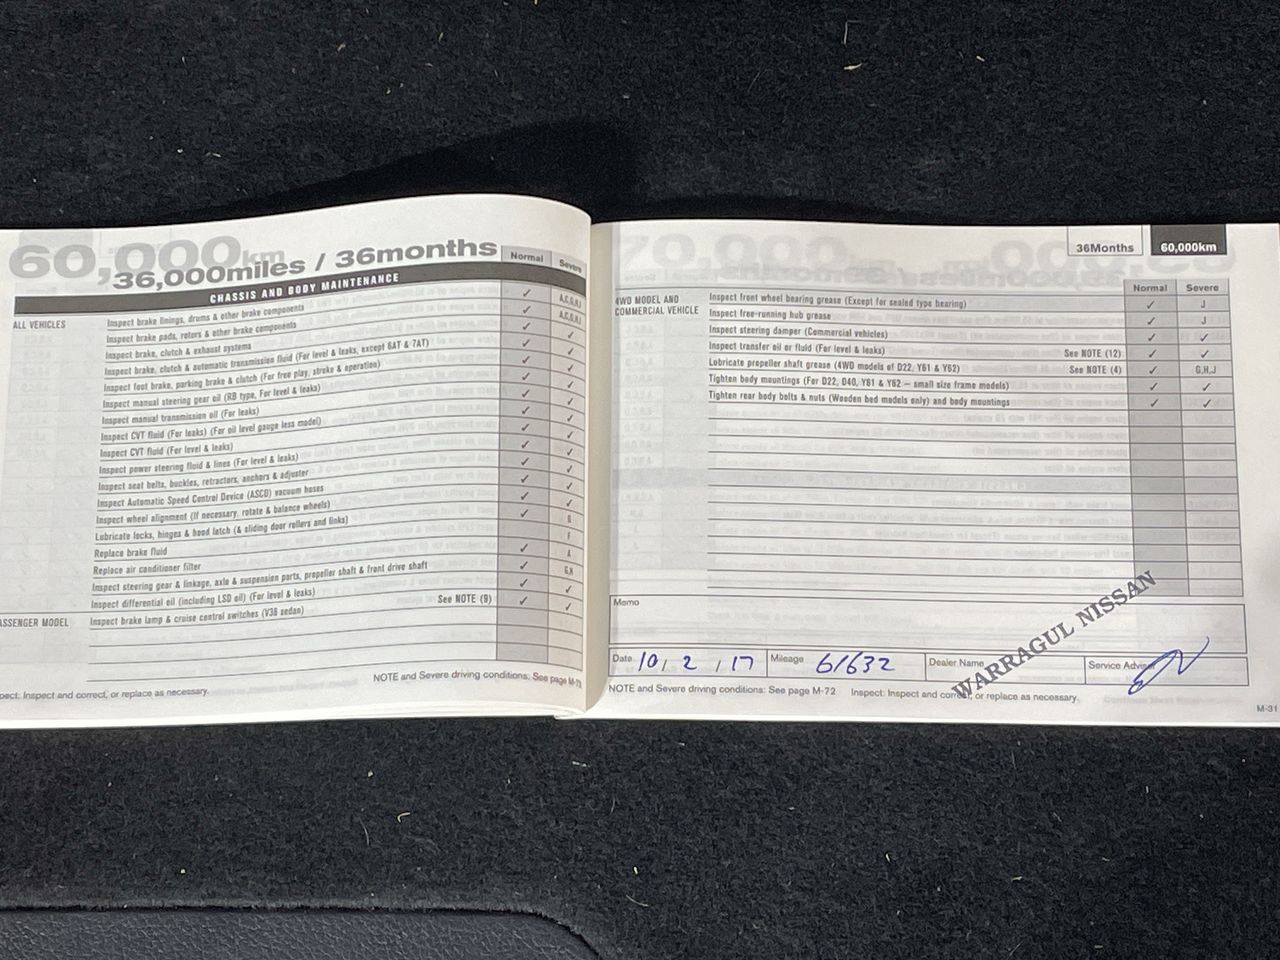 60,000km
36,000miles / 36months
Normal Severe
CHASSIS AND BODY MAINTENANCE
ALL VEHICLES
Inspect brake linings, drums & other brake components ✓ A,C,G,H,J
Inspect brake pads, rotors & other brake components ✓ A,C,G,H,J
Inspect brake, clutch & exhaust systems ✓ ✓
Inspect brake, clutch & automatic transmission fluid (For level & leaks, except 6AT & 7AT) ✓ ✓
Inspect foot brake, parking brake & clutch (For free play, stroke & operation) ✓ ✓
Inspect manual steering gear oil (RB type, For level & leaks) ✓ ✓
Inspect manual transmission oil (For leaks) ✓ ✓
Inspect CVT fluid (For leaks) (For oil level gauge less model) ✓ ✓
Inspect CVT fluid (For level & leaks) ✓ ✓
Inspect power steering fluid & lines (For level & leaks) ✓ ✓
Inspect seat belts, buckles, retractors, anchors & adjuster ✓ ✓
Inspect Automatic Speed Control Device (ASCD) vacuum hoses ✓ ✓
Inspect wheel alignment (If necessary, rotate & balance wheels) ✓ ✓
Lubricate locks, hinges & hood latch (& sliding door rollers and links) ✓ G
Replace brake fluid F
Replace air conditioner filter ✓ A
Inspect steering gear & linkage, axle & suspension parts, propeller shaft & front drive shaft ✓ G,H
Inspect differential oil (including LSD oil) (For level & leaks) See NOTE (9) ✓ ✓
ASSENGER MODEL Inspect brake lamp & cruise control switches (V36 sedan) ✓ ✓
NOTE and Severe driving conditions: See page M-73
pect: Inspect and correct, or replace as necessary.
36Months 60,000km
Normal Severe
4WD MODEL AND
COMMERCIAL VEHICLE
Inspect front wheel bearing grease (Except for sealed type bearing) ✓ J
Inspect free-running hub grease ✓ J
Inspect steering damper (Commercial vehicles) ✓ ✓
Inspect transfer oil or fluid (For level & leaks) See NOTE (12) ✓ ✓
Lubricate propeller shaft grease (4WD models of D22, Y61 & Y62) See NOTE (4) ✓ G,H,J
Tighten body mountings (For D22, D40, Y61 & Y62 – small size frame models) ✓ ✓
Tighten rear body bolts & nuts (Wooden bed models only) and body mountings ✓ ✓
Memo
Date 10, 2, 17 Mileage 61632 Dealer Name Service Adviser
WARRAGUL NISSAN
NOTE and Severe driving conditions: See page M-72 Inspect: Inspect and correct, or replace as necessary.
M-31